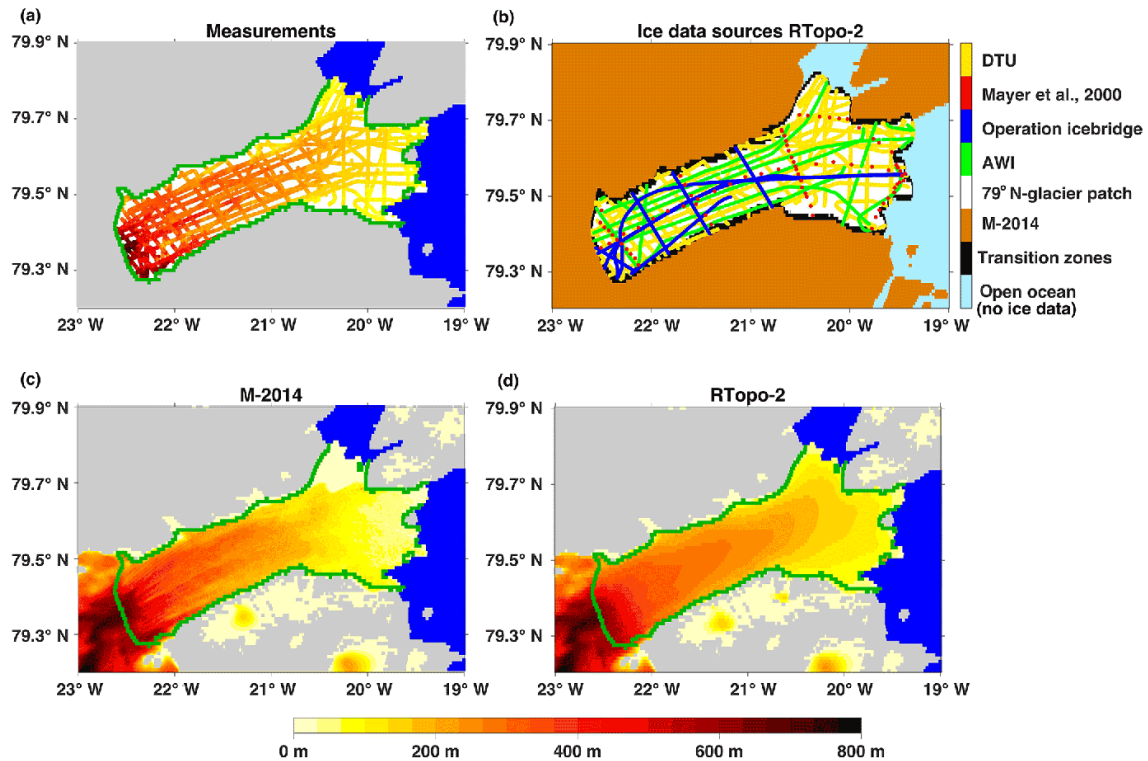 (a)
Measurements
79.9° N
79.7° N
79.5° N
79.3° N
23° W
22° W
21° W
20° W
19° W
(b)
Ice data sources RTopo-2
79.9° N
79.7° N
79.5° N
79.3° N
23° W
22° W
21° W
20° W
19° W
DTU
Mayer et al., 2000
Operation icebridge
AWI
79° N-glacier patch
M-2014
Transition zones
Open ocean
(no ice data)
(c)
M-2014
79.9° N
79.7° N
79.5° N
79.3° N
23° W
22° W
21° W
20° W
19° W
(d)
RTopo-2
79.9° N
79.7° N
79.5° N
79.3° N
23° W
22° W
21° W
20° W
19° W
0 m
200 m
400 m
600 m
800 m